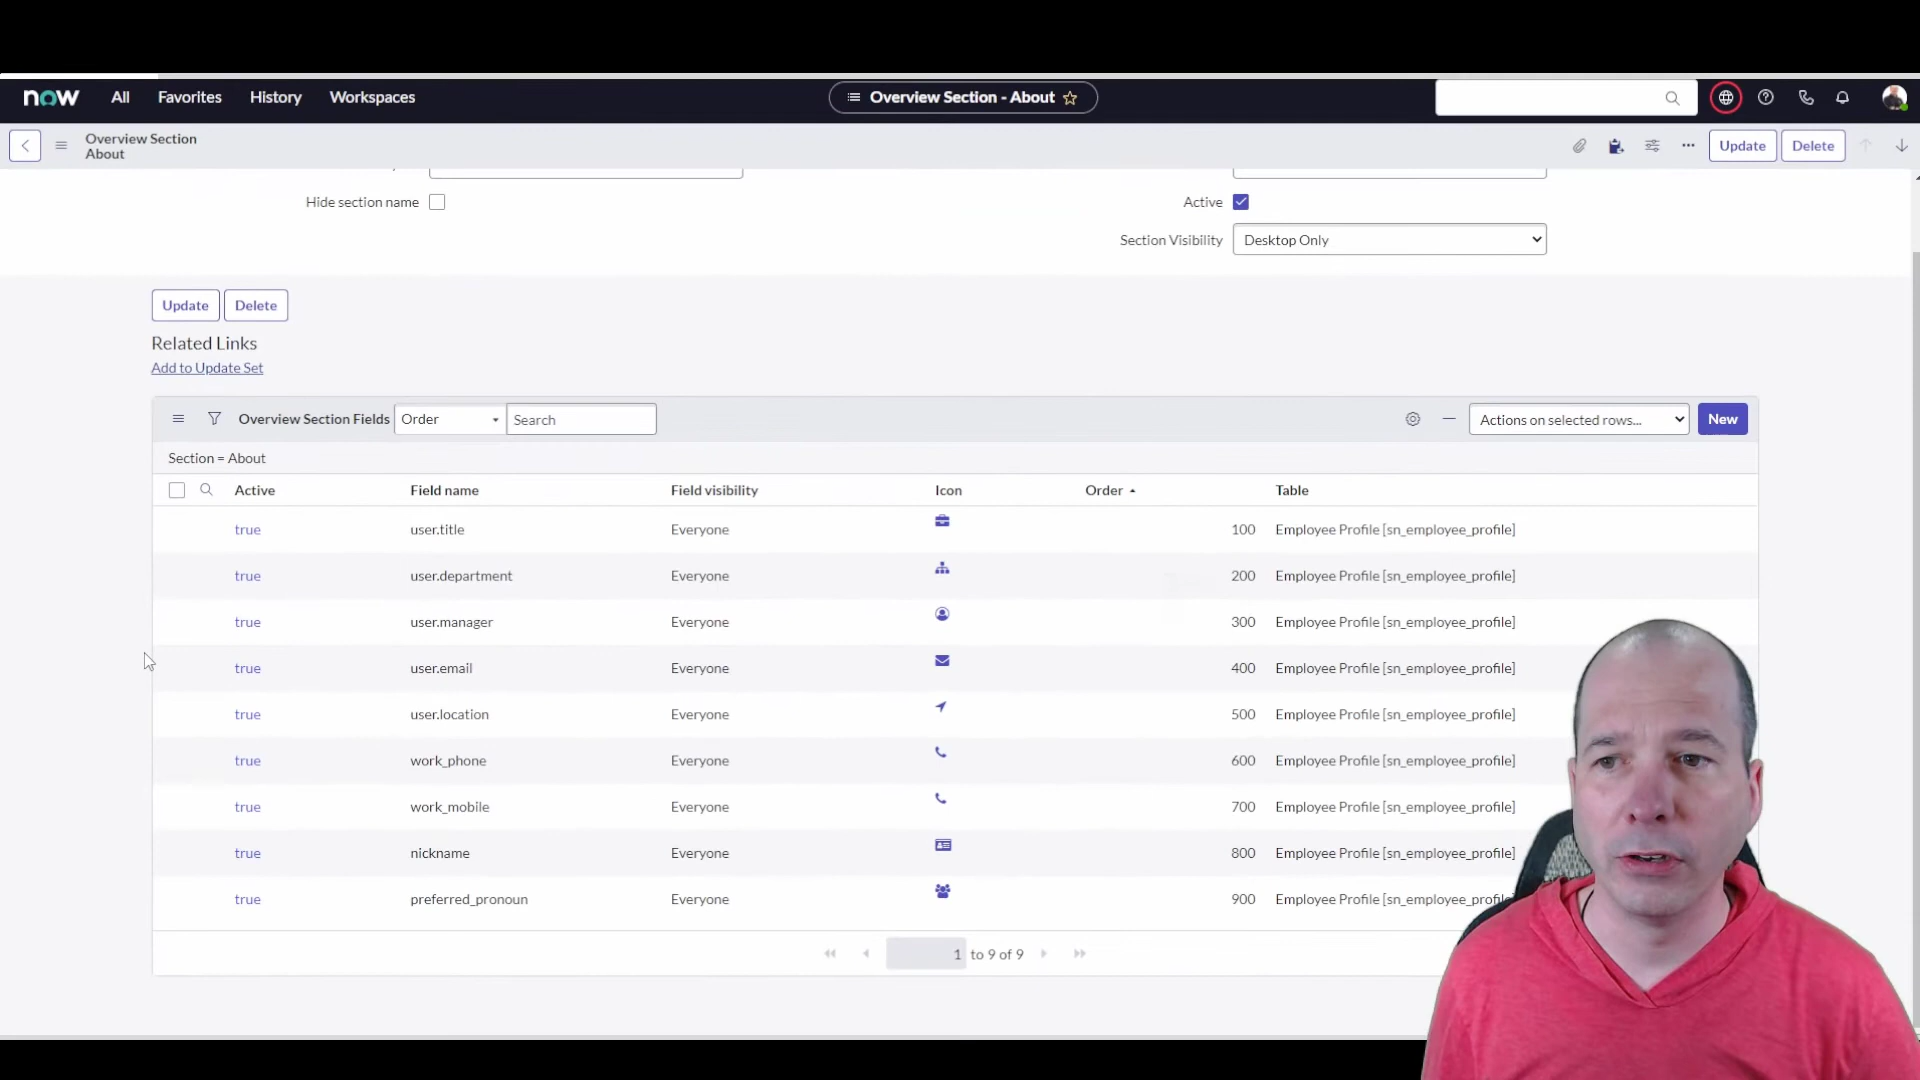 now All Favorites History Workspaces Overview Section - About
Overview Section
About
Update Delete
Hide section name Active
Section Visibility Desktop Only
Update Delete
Related Links
Add to Update Set
Overview Section Fields Order Search Actions on selected rows... New
Section = About
Active Field name Field visibility Icon Order Table
true user.title Everyone 100 Employee Profile [sn_employee_profile]
true user.department Everyone 200 Employee Profile [sn_employee_profile]
true user.manager Everyone 300 Employee Profile [sn_employee_profile]
true user.email Everyone 400 Employee Profile [sn_employee_profile]
true user.location Everyone 500 Employee Profile [sn_employee_profile]
true work_phone Everyone 600 Employee Profile [sn_employee_profile]
true work_mobile Everyone 700 Employee Profile [sn_employee_profile]
true nickname Everyone 800 Employee Profile [sn_employee_profile]
true preferred_pronoun Everyone 900 Employee Profile
1 to 9 of 9